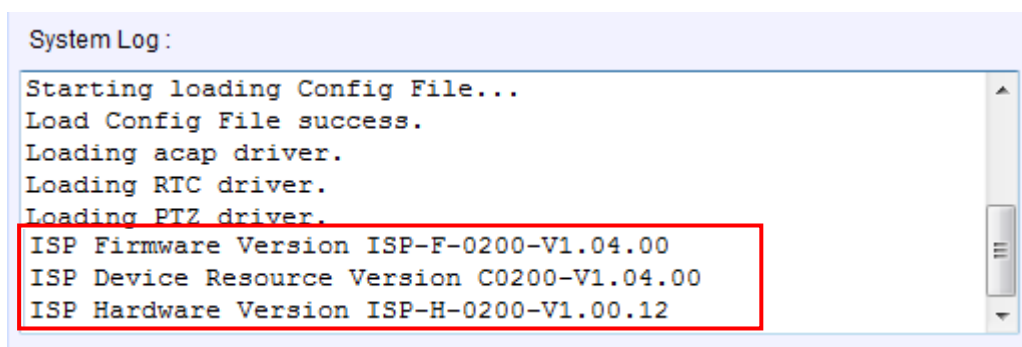 System Log :
Starting loading Config File...
Load Config File success.
Loading acap driver.
Loading RTC driver.
Loading PTZ driver.
ISP Firmware Version ISP-F-0200-V1.04.00
ISP Device Resource Version C0200-V1.04.00
ISP Hardware Version ISP-H-0200-V1.00.12